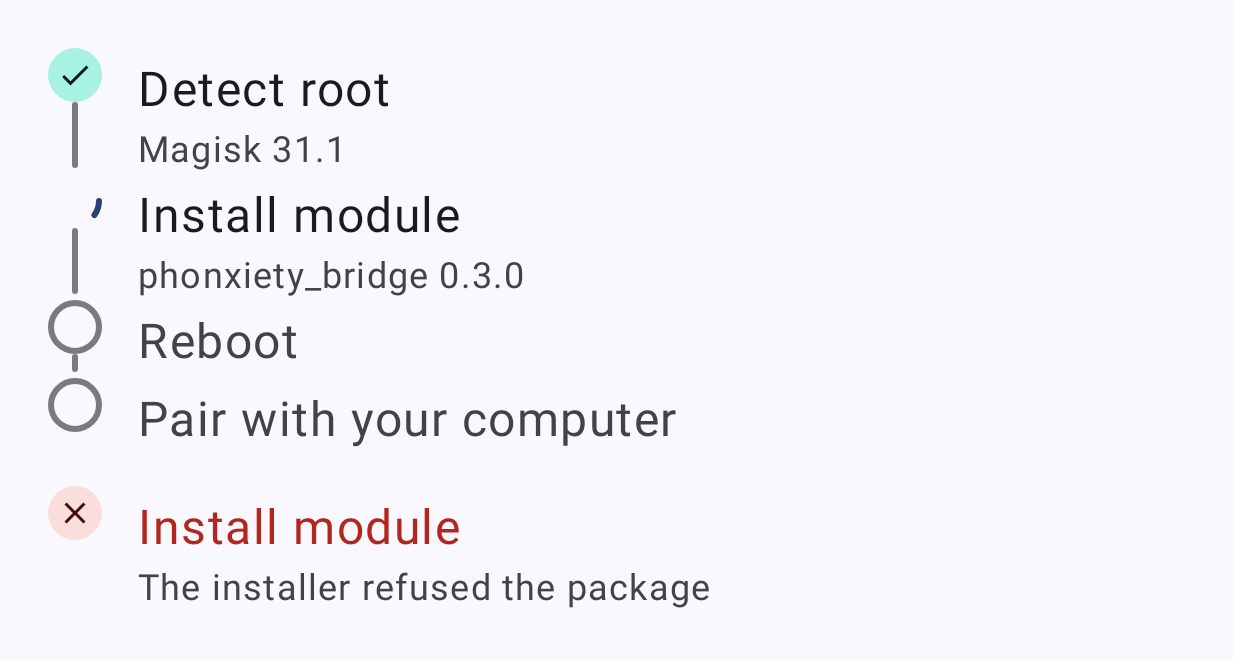 Detect root
Magisk 31.1
Install module
phonxiety_bridge 0.3.0
Reboot
Pair with your computer
Install module
The installer refused the package